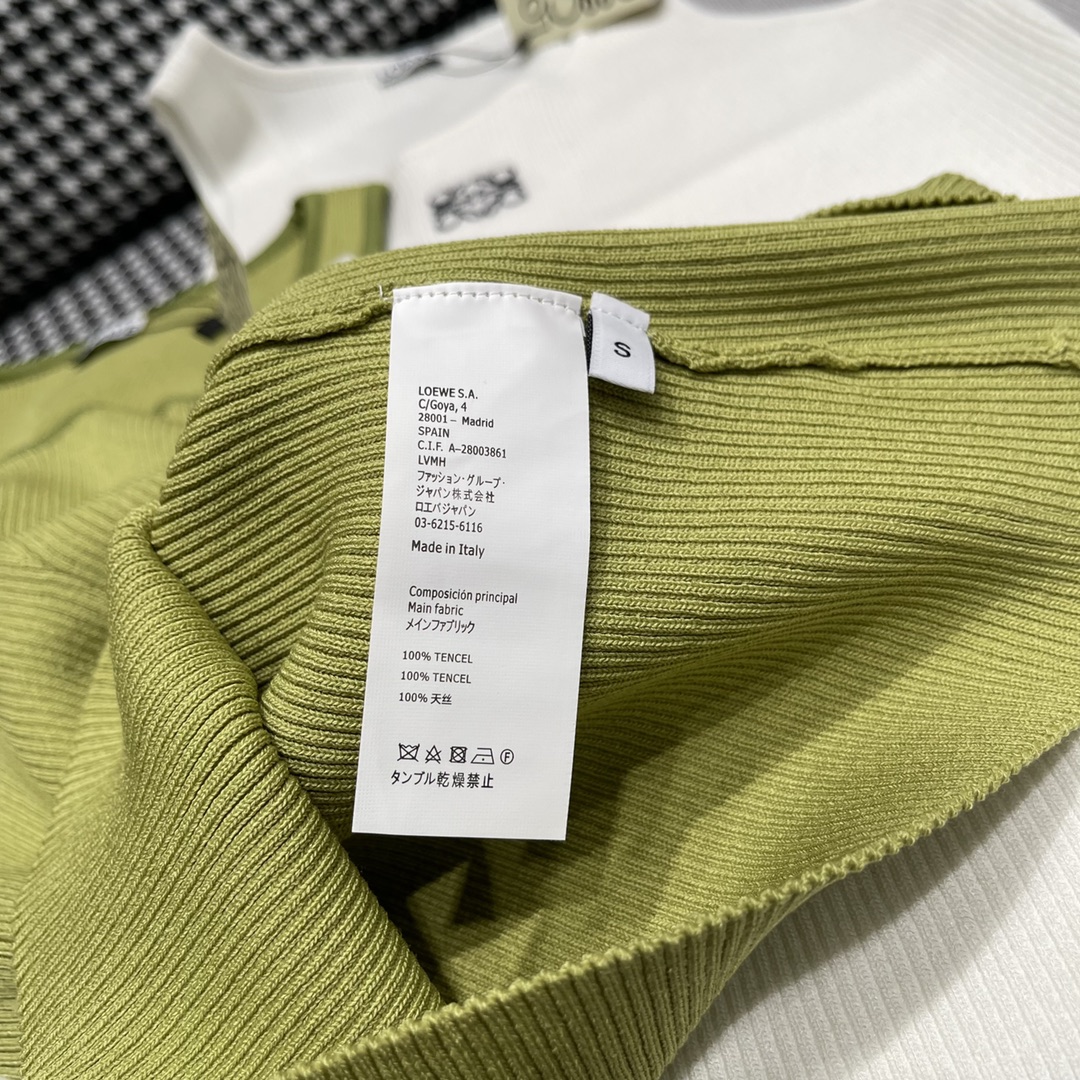 S
LOEWE S.A.
C/Goya, 4
28001 – Madrid
SPAIN
C.I.F. A–28003861
LVMH
ファッション・グループ・
ジャパン株式会社
ロエバジャパン
03-6215-6116
Made in Italy
Composición principal
Main fabric
メインファブリック
100% TENCEL
100% TENCEL
100% 天丝
F
タンブル乾燥禁止